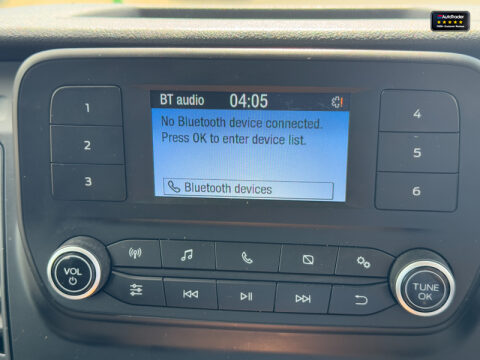 AutoTrader
BT audio 04:05
No Bluetooth device connected.
Press OK to enter device list.
Bluetooth devices
1
2
3
4
5
6
VOL
TUNE
OK